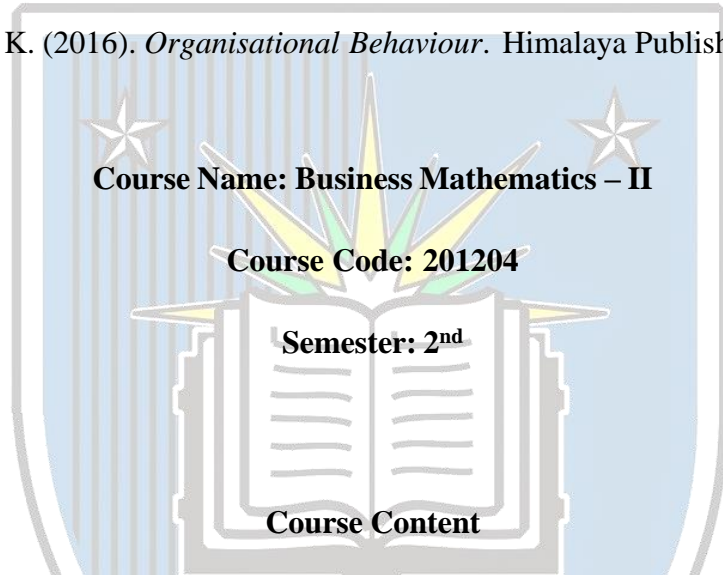 K. (2016). Organisational Behaviour. Himalaya Publish
Course Name: Business Mathematics – II
Course Code: 201204
Semester: 2nd
Course Content